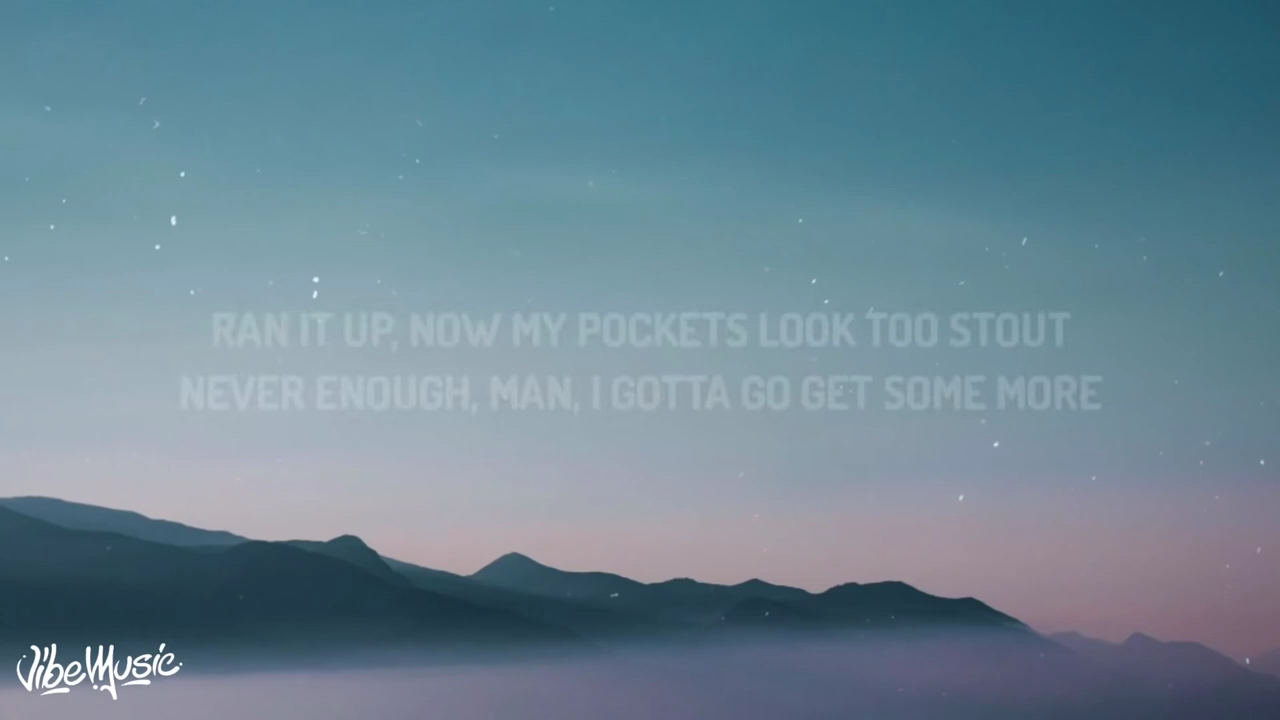 RAN IT UP, NOW MY POCKETS LOOK TOO STOUT
NEVER ENOUGH, MAN, I GOTTA GO GET SOME MORE
VibeMusic